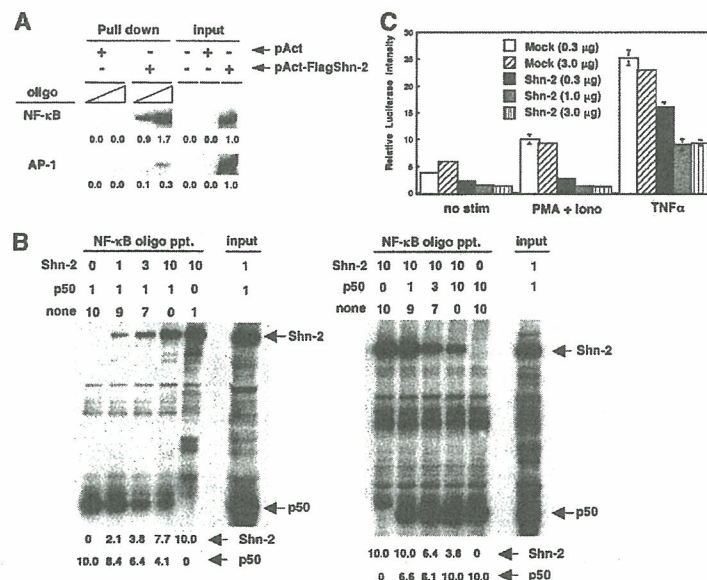 A
Pull down input
+ - - + - pAct
- + - - + pAct-FlagShn-2
oligo
NF-κB
0.0 0.0 0.9 1.7 0.0 0.0 1.0
AP-1
0.0 0.0 0.1 0.3 0.0 0.0 1.0
C
Relative Luciferase Intensity
30
25
20
15
10
5
0
Mock (0.3 μg)
Mock (3.0 μg)
Shn-2 (0.3 μg)
Shn-2 (1.0 μg)
Shn-2 (3.0 μg)
no stim PMA + Iono TNFα
B
NF-κB oligo ppt. input
Shn-2 0 1 3 10 10 1
p50 1 1 1 1 0 1
none 10 9 7 0 1
Shn-2
p50
0 2.1 3.8 7.7 10.0 Shn-2
10.0 8.4 6.4 4.1 0 p50
NF-κB oligo ppt. input
Shn-2 10 10 10 10 0 1
p50 0 1 3 10 10 1
none 10 9 7 0 10
Shn-2
p50
10.0 10.0 6.4 3.8 0 Shn-2
0 6.6 8.1 10.0 10.0 p50